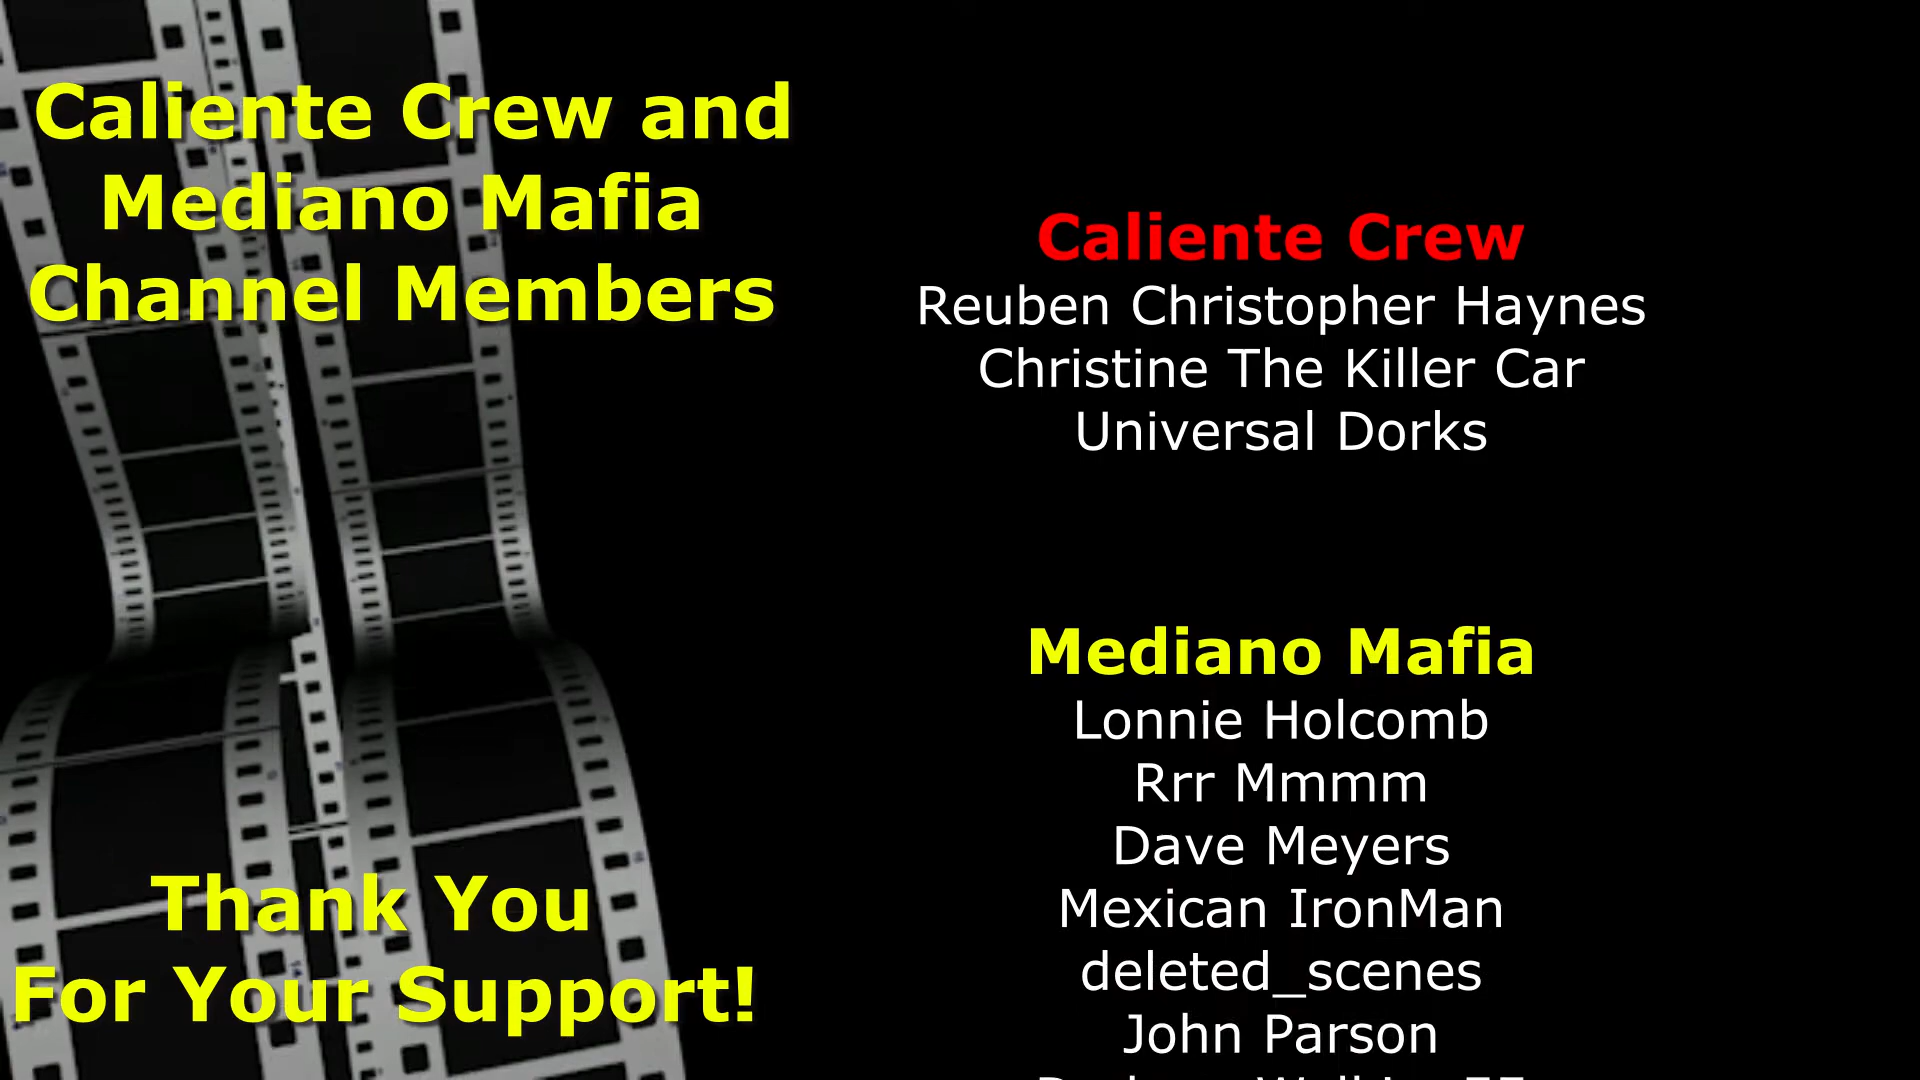 Caliente Crew and
Mediano Mafia
Channel Members
Thank You
For Your Support!
Caliente Crew
Reuben Christopher Haynes
Christine The Killer Car
Universal Dorks
Mediano Mafia
Lonnie Holcomb
Rrr Mmmm
Dave Meyers
Mexican IronMan
deleted_scenes
John Parson